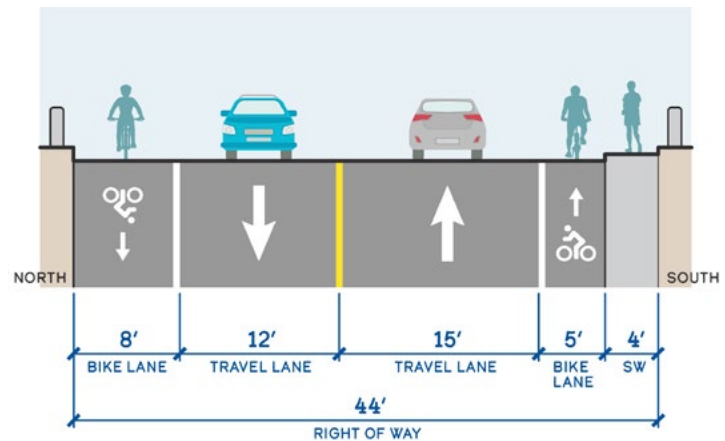 NORTH
SOUTH
8' 12' 15' 5' 4'
BIKE LANE TRAVEL LANE TRAVEL LANE BIKE LANE SW
44'
RIGHT OF WAY